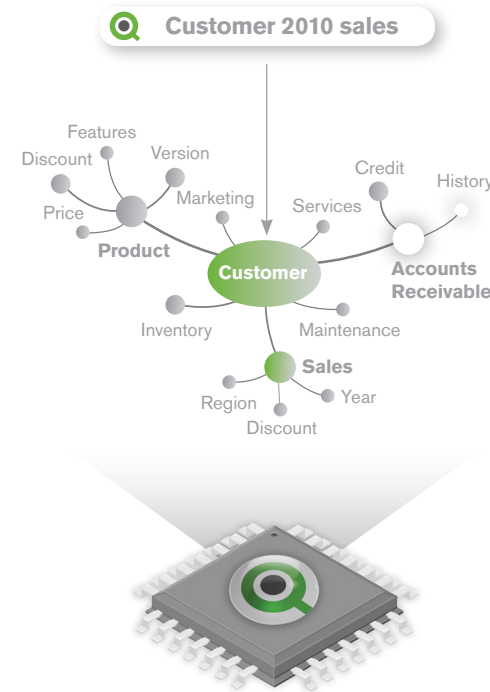 Customer 2010 sales
Features
Discount
Version
Credit
History
Price
Marketing
Services
Product
Customer
Accounts
Receivable
Inventory
Maintenance
Sales
Region
Year
Discount